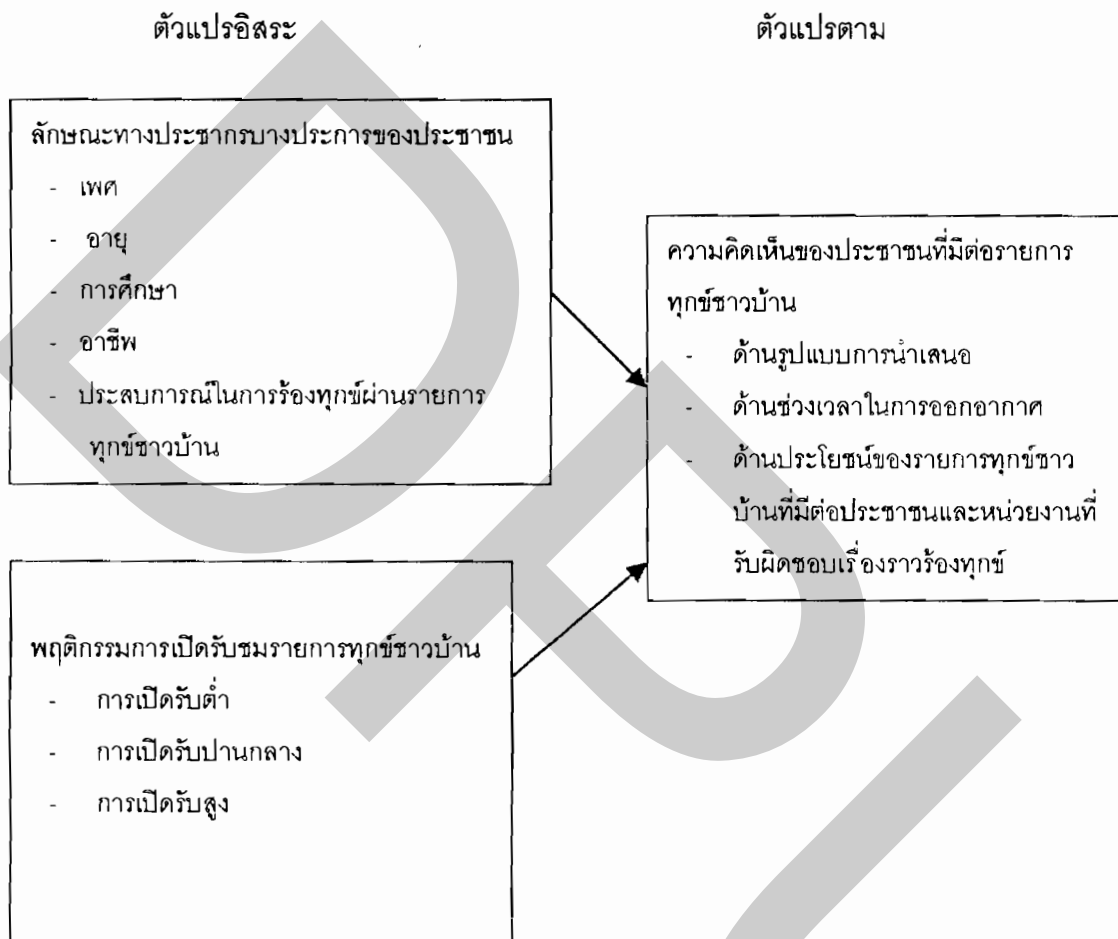 ตัวแปรอิสระ
ตัวแปรตาม
ลักษณะทางประชากรบางประการของประชาชน
- เพศ
- อายุ
- การศึกษา
- อาชีพ
- ประสบการณ์ในการร้องทุกข์ผ่านรายการ
ทุกข์ชาวบ้าน
ความคิดเห็นของประชาชนที่มีต่อรายการ
ทุกข์ชาวบ้าน
- ด้านรูปแบบการนำเสนอ
- ด้านช่วงเวลาในการออกอากาศ
- ด้านประโยชน์ของรายการทุกข์ชาว
บ้านที่มีต่อประชาชนและหน่วยงานที่
รับผิดชอบเรื่องราวร้องทุกข์
พฤติกรรมการเปิดรับชมรายการทุกข์ชาวบ้าน
- การเปิดรับต่ำ
- การเปิดรับปานกลาง
- การเปิดรับสูง